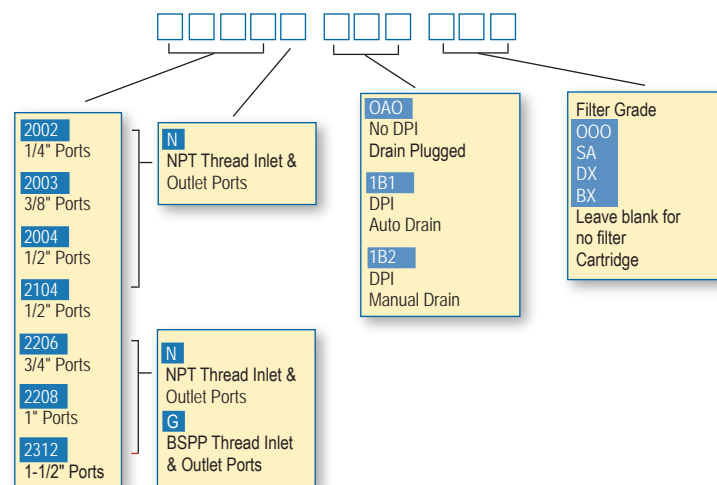 2002
1/4" Ports
2003
3/8" Ports
2004
1/2" Ports
2104
1/2" Ports
2206
3/4" Ports
2208
1" Ports
2312
1-1/2" Ports
N
NPT Thread Inlet &
Outlet Ports
N
NPT Thread Inlet &
Outlet Ports
G
BSPP Thread Inlet
& Outlet Ports
OAO
No DPI
Drain Plugged
1B1
DPI
Auto Drain
1B2
DPI
Manual Drain
Filter Grade
OOO
SA
DX
BX
Leave blank for
no filter
Cartridge